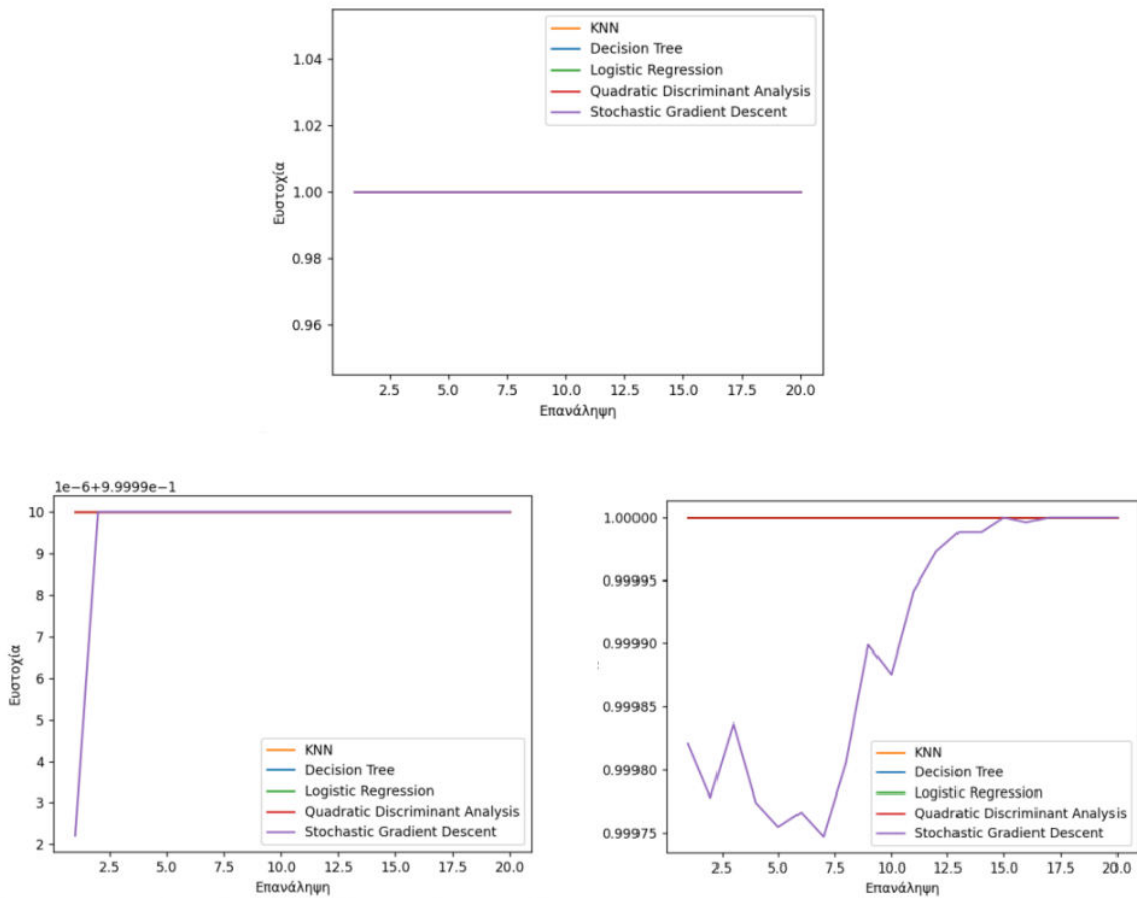 KNN
Decision Tree
Logistic Regression
Quadratic Discriminant Analysis
Stochastic Gradient Descent
1.04
1.02
1.00
0.98
0.96
Ευστοχία
2.5 5.0 7.5 10.0 12.5 15.0 17.5 20.0
Επανάληψη
1e−6+9.9999e−1
10
9
8
7
6
5
4
3
2
Ευστοχία
KNN
Decision Tree
Logistic Regression
Quadratic Discriminant Analysis
Stochastic Gradient Descent
2.5 5.0 7.5 10.0 12.5 15.0 17.5 20.0
Επανάληψη
1.00000
0.99995
0.99990
0.99985
0.99980
0.99975
KNN
Decision Tree
Logistic Regression
Quadratic Discriminant Analysis
Stochastic Gradient Descent
2.5 5.0 7.5 10.0 12.5 15.0 17.5 20.0
Επανάληψη